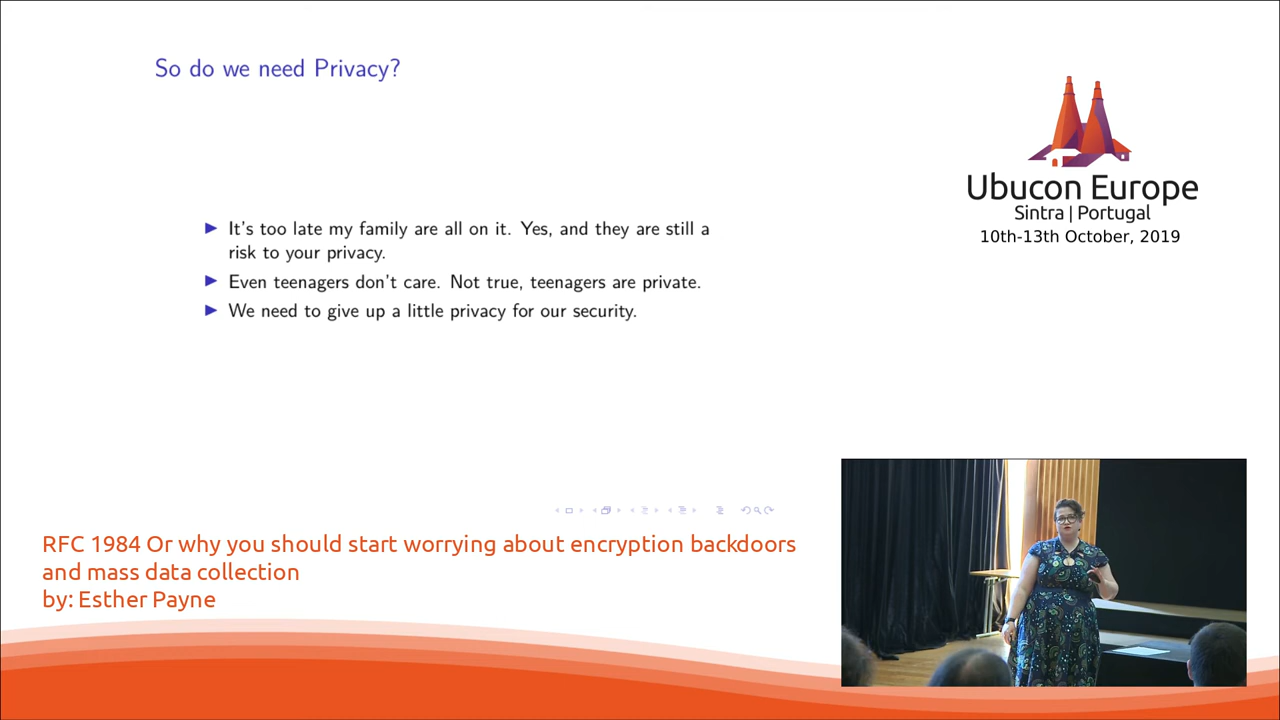 So do we need Privacy?
It's too late my family are all on it. Yes, and they are still a
risk to your privacy.
Even teenagers don't care. Not true, teenagers are private.
We need to give up a little privacy for our security.
Ubucon Europe
Sintra | Portugal
10th-13th October, 2019
RFC 1984 Or why you should start worrying about encryption backdoors
and mass data collection
by: Esther Payne